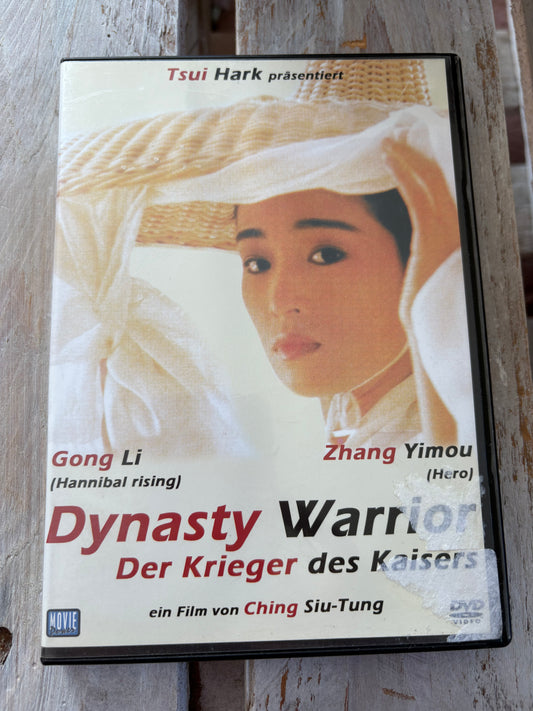 Tsui Hark präsentiert
Gong Li
(Hannibal rising)
Zhang Yimou
(Hero)
Dynasty Warrior
Der Krieger des Kaisers
ein Film von Ching Siu-Tung
MOVIE
DVD
VIDEO